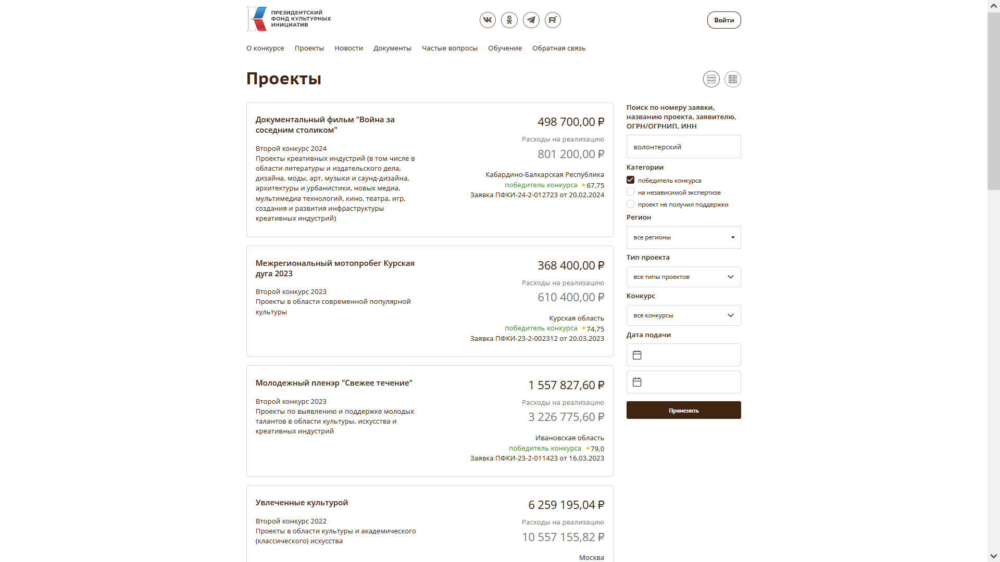 ПРЕЗИДЕНТСКИЙ
ФОНД КУЛЬТУРНЫХ
ИНИЦИАТИВ
Войти
О конкурсе
Проекты
Новости
Документы
Частые вопросы
Обучение
Обратная связь
Проекты
Документальный фильм "Война за
соседним столиком"
Второй конкурс 2024
Проекты креативных индустрий (в том числе в
области литературы и издательского дела,
дизайна, моды, арт, музыки и саунд-дизайна,
архитектуры и урбанистики, новых медиа,
мультимедиа технологий, кино, театра, игр,
создания и развития инфраструктуры
креативных индустрий)
498 700,00 ₽
Расходы на реализацию
801 200,00 ₽
Кабардино-Балкарская Республика
победитель конкурса 67,75
Заявка ПФКИ-24-2-012723 от 20.02.2024
Межрегиональный мотопробег Курская
дуга 2023
Второй конкурс 2023
Проекты в области современной популярной
культуры
368 400,00 ₽
Расходы на реализацию
610 400,00 ₽
Курская область
победитель конкурса 74,75
Заявка ПФКИ-23-2-002312 от 20.03.2023
Молодежный пленэр "Свежее течение"
Второй конкурс 2023
Проекты по выявлению и поддержке молодых
талантов в области культуры, искусства и
креативных индустрий
1 557 827,60 ₽
Расходы на реализацию
3 226 775,60 ₽
Ивановская область
победитель конкурса 79,0
Заявка ПФКИ-23-2-011423 от 16.03.2023
Увлеченные культурой
Второй конкурс 2022
Проекты в области культуры и академического
(классического) искусства
6 259 195,04 ₽
Расходы на реализацию
10 557 155,82 ₽
Москва
Поиск по номеру заявки,
названию проекта, заявителю,
ОГРН/ОГРНИП, ИНН
волонтерский
Категории
победитель конкурса
на независимой экспертизе
проект не получил поддержки
Регион
все регионы
Тип проекта
все типы проектов
Конкурс
все конкурсы
Дата подачи
Применить